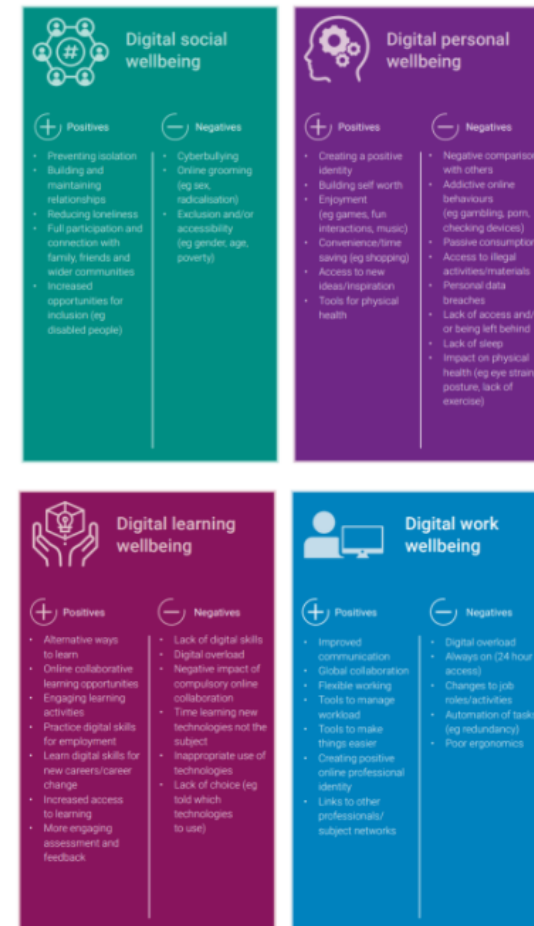 #
Digital social
wellbeing
Positives
Preventing isolation
Building and
maintaining
relationships
Reducing loneliness
Full participation and
connection with
family, friends and
wider communities
Increased
opportunities for
inclusion (eg
disabled people)
Negatives
Cyberbullying
Online grooming
(eg sex,
radicalisation)
Exclusion and/or
accessibility
(eg gender, age,
poverty)
Digital personal
wellbeing
Positives
Creating a positive
identity
Building self worth
Enjoyment
(eg games, fun
interactions, music)
Convenience/time
saving (eg shopping)
Access to new
ideas/inspiration
Tools for physical
health
Negatives
Negative comparison
with others
Addictive online
behaviours
(eg gambling, porn,
checking devices)
Passive consumption
Access to illegal
activities/materials
Personal data
breaches
Lack of access and/
or being left behind
Lack of sleep
Impact on physical
health (eg eye strain,
posture, lack of
exercise)
Digital learning
wellbeing
Positives
Alternative ways
to learn
Online collaborative
learning opportunities
Engaging learning
activities
Practice digital skills
for employment
Learn digital skills for
new careers/career
change
Increased access
to learning
More engaging
assessment and
feedback
Negatives
Lack of digital skills
Digital overload
Negative impact of
compulsory online
collaboration
Time learning new
technologies not the
subject
Inappropriate use of
technologies
Lack of choice (eg
told which
technologies
to use)
Digital work
wellbeing
Positives
Improved
communication
Global collaboration
Flexible working
Tools to manage
workload
Tools to make
things easier
Creating positive
online professional
identity
Links to other
professionals/
subject networks
Negatives
Digital overload
Always on (24 hour
access)
Changes to job
roles/activities
Automation of tasks
(eg redundancy)
Poor ergonomics